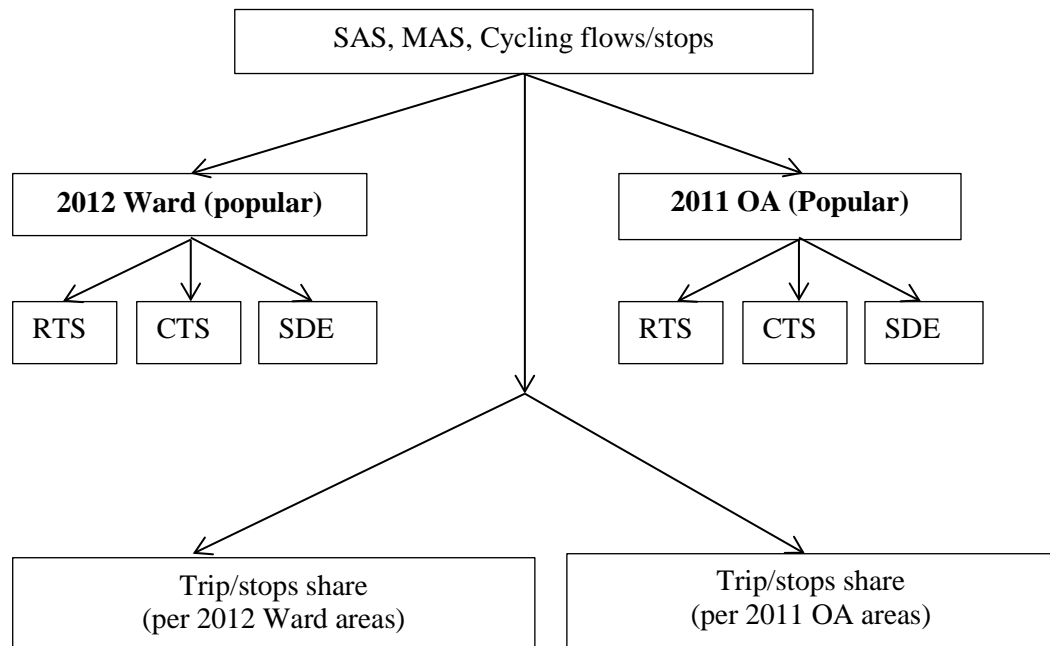 SAS, MAS, Cycling flows/stops
2012 Ward (popular)
2011 OA (Popular)
RTS
CTS
SDE
RTS
CTS
SDE
Trip/stops share
(per 2012 Ward areas)
Trip/stops share
(per 2011 OA areas)